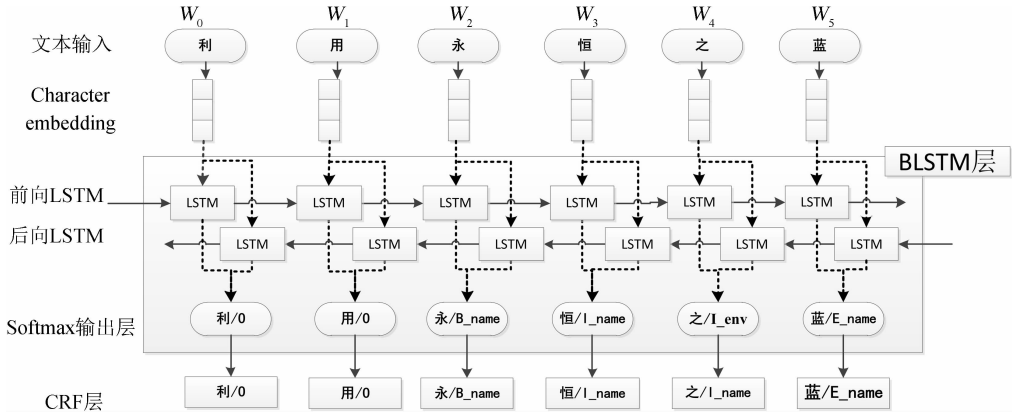 W0 W1 W2 W3 W4 W5
文本输入 利 用 永 恒 之 蓝
Character
embedding
BLSTM层
前向LSTM LSTM LSTM LSTM LSTM LSTM LSTM
后向LSTM LSTM LSTM LSTM LSTM LSTM LSTM
Softmax输出层 利/0 用/0 永/B_name 恒/I_name 之/I_env 蓝/E_name
CRF层 利/0 用/0 永/B_name 恒/I_name 之/I_name 蓝/E_name